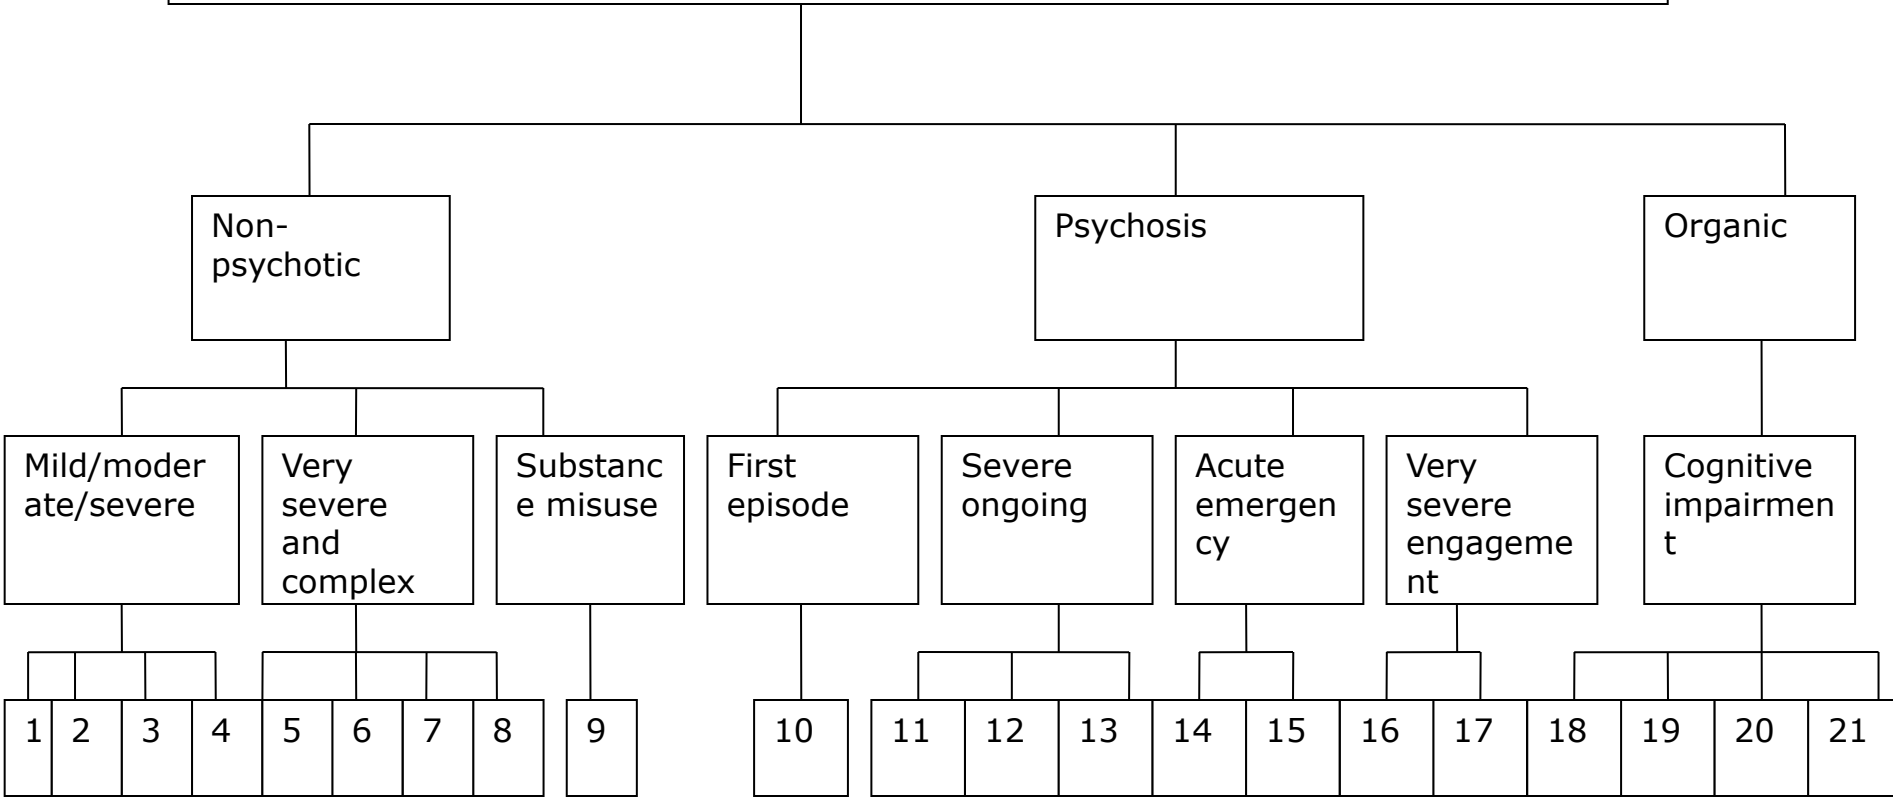 Non-
psychotic
Psychosis
Organic
Mild/moder
ate/severe
Very
severe
and
complex
Substanc
e misuse
First
episode
Severe
ongoing
Acute
emergen
cy
Very
severe
engageme
nt
Cognitive
impairmen
t
1 2 3 4 5 6 7 8 9 10 11 12 13 14 15 16 17 18 19 20 21